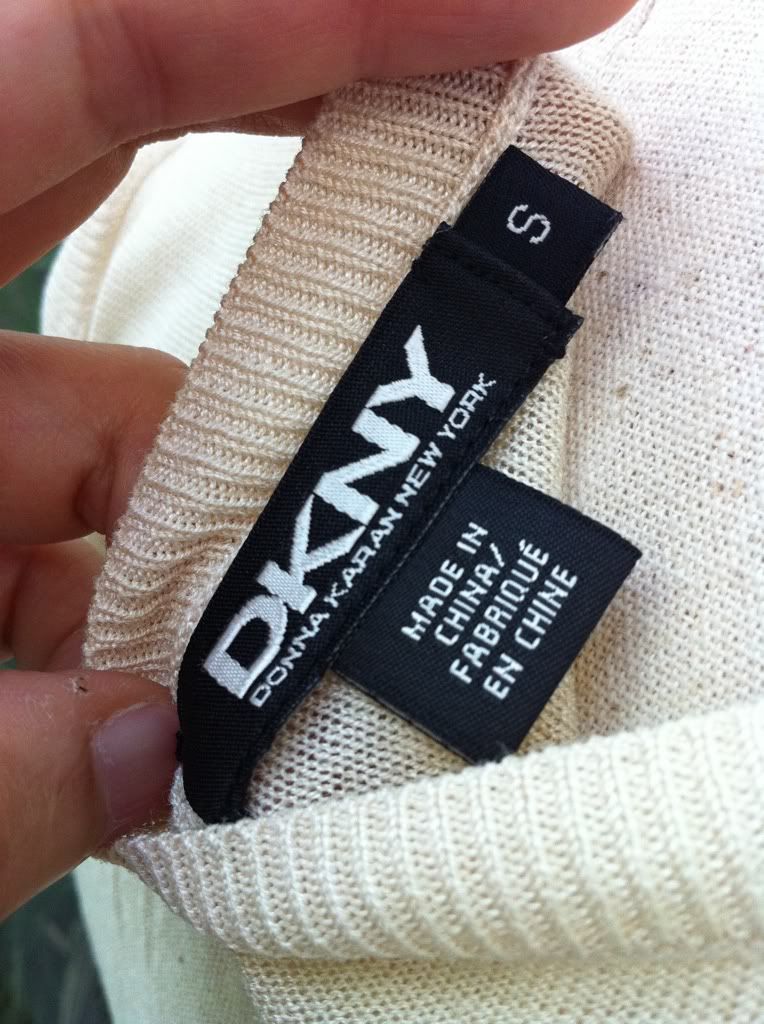 S
DKNY
DONNA KARAN NEW YORK
MADE IN
CHINA/
FABRIQUÉ
EN CHINE